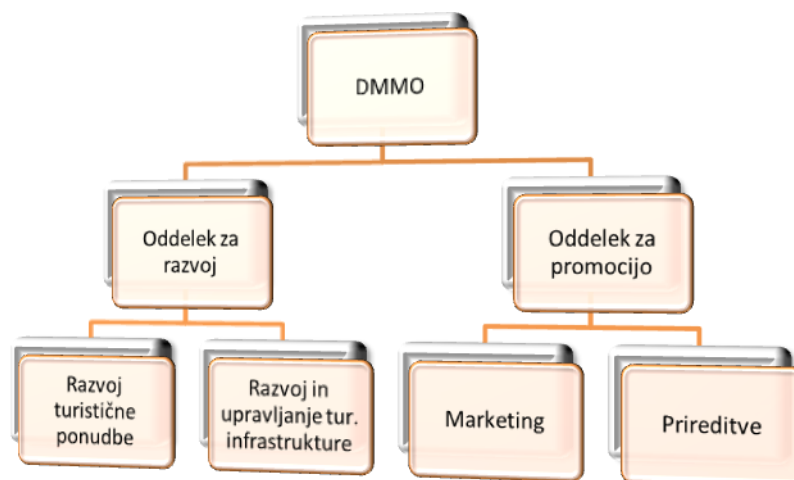 DMMO
Oddelek za
razvoj
Oddelek za
promocijo
Razvoj
turistične
ponudbe
Razvoj in
upravljanje tur.
infrastrukture
Marketing
Prireditve